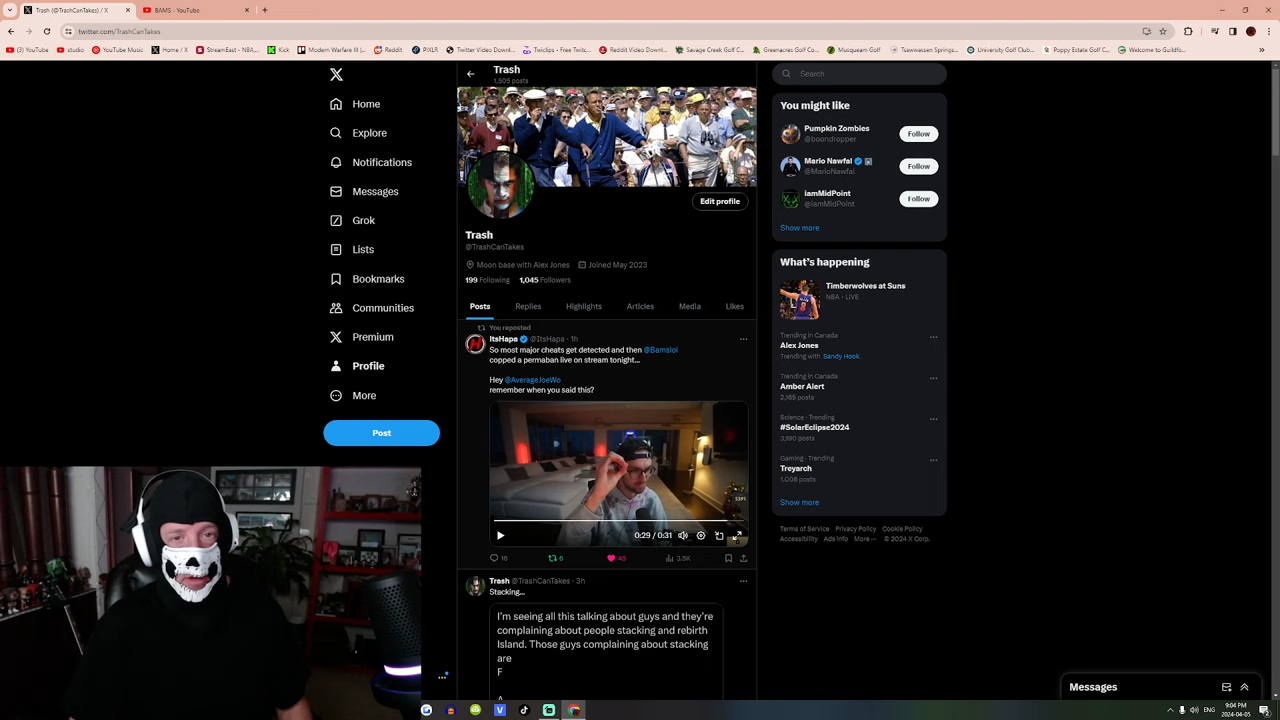 Trash (@TrashCanTakes) / X
BAMS - YouTube
twitter.com/TrashCanTakes
(3) YouTube
studio
YouTube Music
Home / X
StreamEast - NBA,...
Kick
Modern Warfare III,...
Reddit
PIXLR
Twitter Video Downl...
Twiclips - Free Twitc...
Reddit Video Downl...
Savage Creek Golf C...
Greenacres Golf Co...
Musqueam Golf
Tsawwassen Springs...
University Golf Club...
Poppy Estate Golf C...
Welcome to Guildfo...
Home
Explore
Notifications
Messages
Grok
Lists
Bookmarks
Communities
Premium
Profile
More
Post
Trash
1,505 posts
Edit profile
Trash
@TrashCanTakes
Moon base with Alex Jones
Joined May 2023
199 Following 1,045 Followers
Posts
Replies
Highlights
Articles
Media
Likes
You reposted
ItsHapa @ItsHapa · 1h
So most major cheats get detected and then @Bamslol
copped a permaban live on stream tonight...
Hey @AverageJoeWo
remember when you said this?
0:29 / 0:31
6
45
3.5K
Trash @TrashCanTakes · 3h
Stacking...
I'm seeing all this talking about guys and they're
complaining about people stacking and rebirth
Island. Those guys complaining about stacking
are
F
Search
You might like
Pumpkin Zombies
@boondropper
Follow
Mario Nawfal
@MarioNawfal
Follow
iamMidPoint
@iamMidPoint
Follow
Show more
What's happening
Timberwolves at Suns
NBA · LIVE
Trending in Canada
Alex Jones
Trending with Sandy Hook
Trending in Canada
Amber Alert
Science · Trending
#SolarEclipse2024
Gaming · Trending
Treyarch
1,008 posts
Show more
Terms of Service Privacy Policy Cookie Policy
Accessibility Ads info More ··· © 2024 X Corp.
Messages
ENG
9:04 PM
2024-04-05